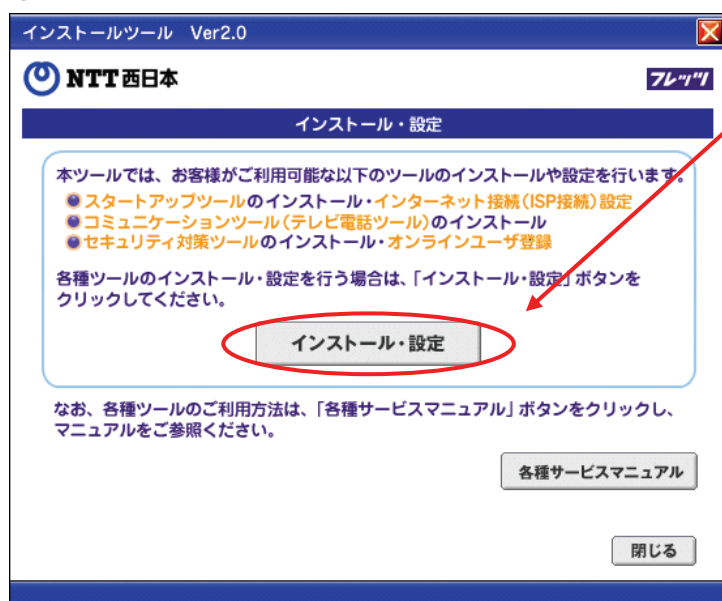 インストールツール Ver2.0
NTT西日本
フレッツ
インストール・設定
本ツールでは、お客様がご利用可能な以下のツールのインストールや設定を行います。
スタートアップツールのインストール・インターネット接続(ISP接続)設定
コミュニケーションツール(テレビ電話ツール)のインストール
セキュリティ対策ツールのインストール・オンラインユーザ登録
各種ツールのインストール・設定を行う場合は、「インストール・設定」ボタンを
クリックしてください。
インストール・設定
なお、各種ツールのご利用方法は、「各種サービスマニュアル」ボタンをクリックし、
マニュアルをご参照ください。
各種サービスマニュアル
閉じる